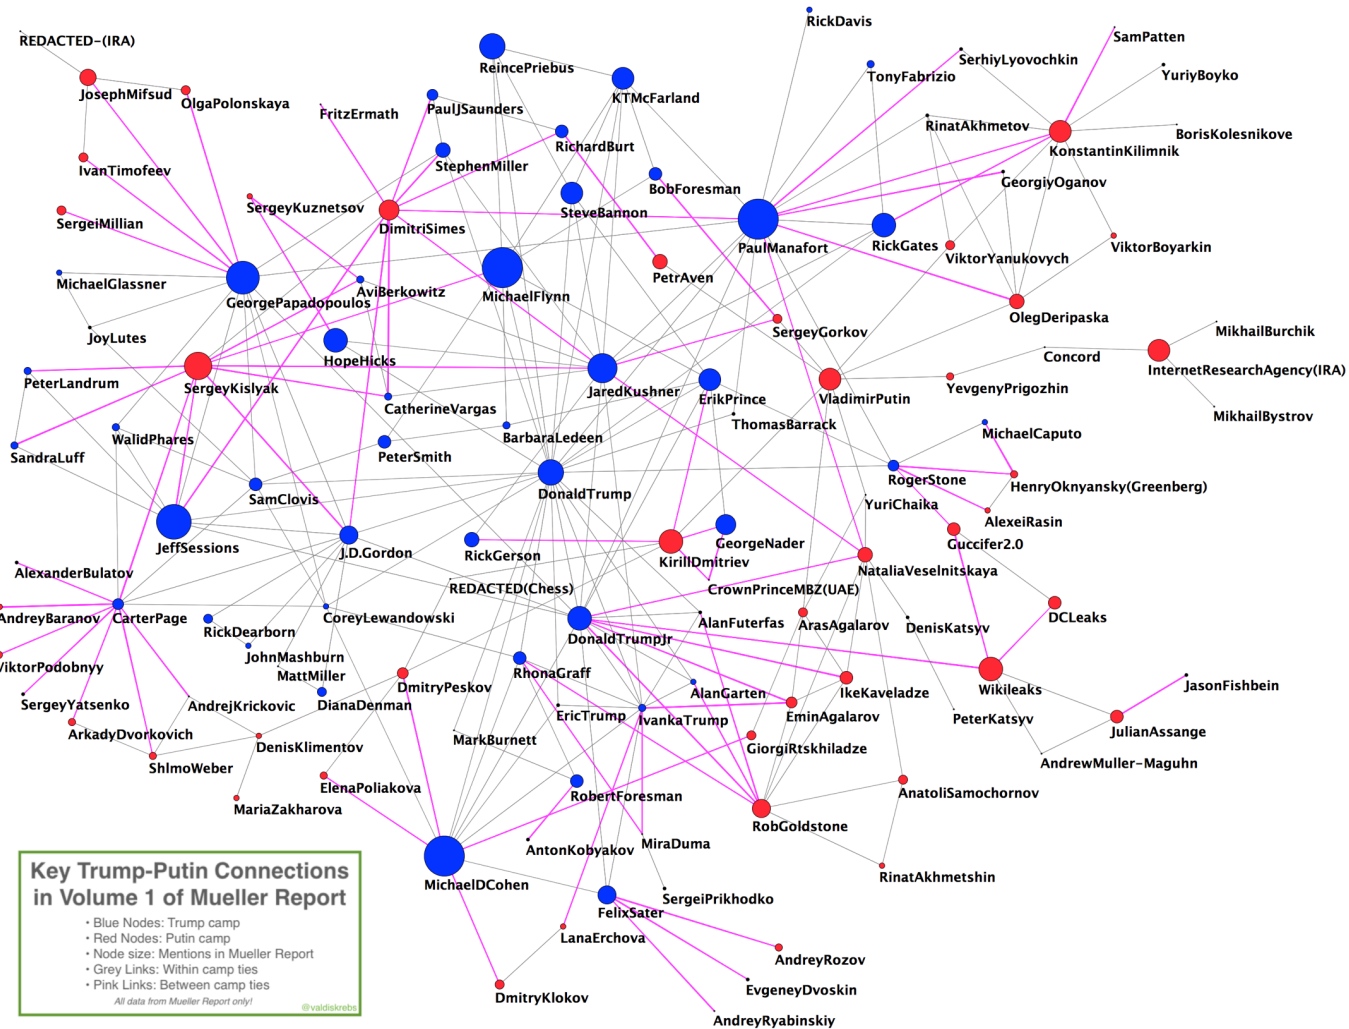 RickDavis
REDACTED-(IRA)
SamPatten
ReincePriebus
SerhiyLyovochkin
TonyFabrizio
YuriyBoyko
JosephMifsud
OlgaPolonskaya
KTMcFarland
PaulJSaunders
FritzErmath
RinatAkhmetov
BorisKolesnikove
RichardBurt
KonstantinKilimnik
StephenMiller
IvanTimofeev
GeorgiyOganov
BobForesman
SergeyKuznetsov
SteveBannon
SergeiMillian
DimitriSimes
PaulManafort
RickGates
ViktorBoyarkin
ViktorYanukovych
PetrAven
MichaelGlassner
MichaelFlynn
AviBerkowitz
GeorgePapadopoulos
OlegDeripaska
SergeyGorkov
MikhailBurchik
JoyLutes
HopeHicks
Concord
InternetResearchAgency(IRA)
PeterLandrum
SergeyKislyak
JaredKushner
YevgenyPrigozhin
ErikPrince
VladimirPutin
CatherineVargas
MikhailBystrov
ThomasBarrack
MichaelCaputo
WalidPhares
BarbaraLedeen
SandraLuff
PeterSmith
RogerStone
HenryOknyansky(Greenberg)
DonaldTrump
SamClovis
YuriChaika
AlexeiRasin
GeorgeNader
Guccifer2.0
JeffSessions
J.D.Gordon
RickGerson
KirillDmitriev
NataliaVeselnitskaya
AlexanderBulatov
REDACTED(Chess)
CrownPrinceMBZ(UAE)
AndreyBaranov
CarterPage
CoreyLewandowski
DCLeaks
AlanFuterfas
ArasAgalarov
DenisKatsyv
RickDearborn
DonaldTrumpJr
JohnMashburn
ViktorPodobnyy
MattMiller
RhonaGraff
DmitryPeskov
Wikileaks
JasonFishbein
AlanGarten
IkeKaveladze
SergeyYatsenko
AndrejKrickovic
DianaDenman
EricTrump
IvankaTrump
EminAgalarov
PeterKatsyv
ArkadyDvorkovich
JulianAssange
MarkBurnett
DenisKlimentov
GiorgiRtskhiladze
AndrewMuller-Maguhn
ShlmoWeber
ElenaPoliakova
RobertForesman
AnatoliSamochornov
MariaZakharova
RobGoldstone
AntonKobyakov
MiraDuma
RinatAkhmetshin
MichaelDCohen
SergeiPrikhodko
FelixSater
LanaErchova
AndreyRozov
EvgeneyDvoskin
DmitryKlokov
AndreyRyabinskiy
Key Trump-Putin Connections
in Volume 1 of Mueller Report
• Blue Nodes: Trump camp
• Red Nodes: Putin camp
• Node size: Mentions in Mueller Report
• Grey Links: Within camp ties
• Pink Links: Between camp ties
All data from Mueller Report only!
@valdiskrebs